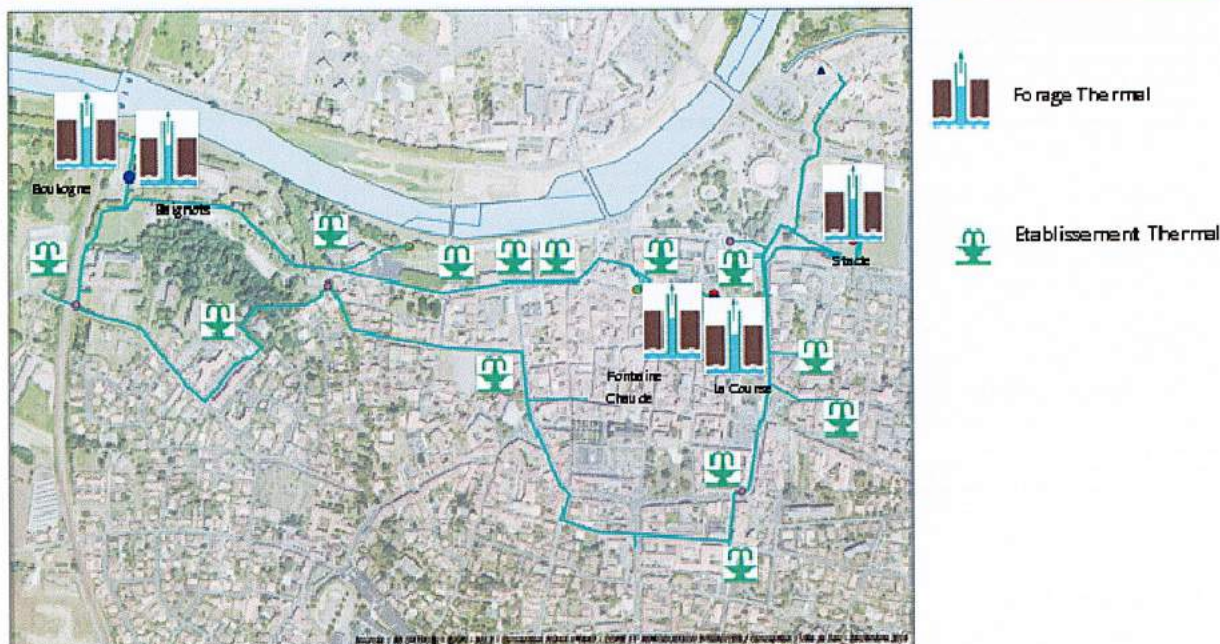 Forage Thermal
Boulogne
Baignots
Etablissement Thermal
Stade
Fontaine
Chaude
La Course